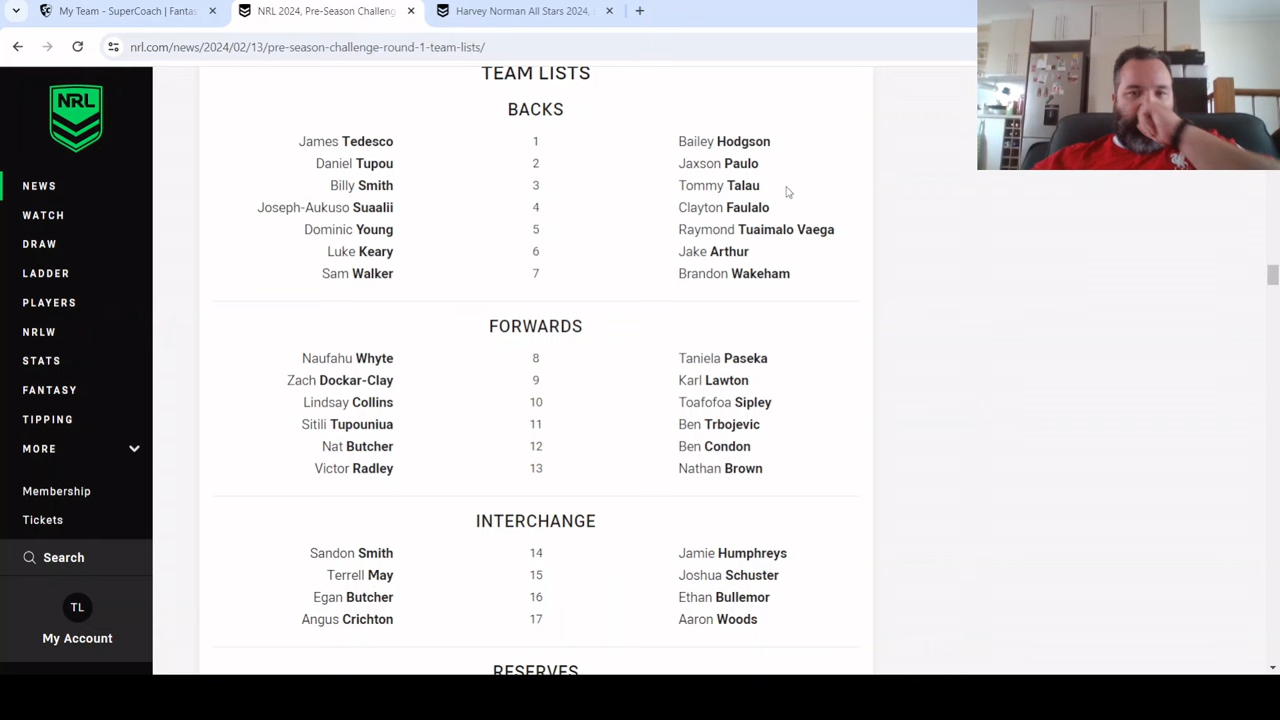 My Team - SuperCoach | Fantas
NRL 2024, Pre-Season Challeng
Harvey Norman All Stars 2024,
nrl.com/news/2024/02/13/pre-season-challenge-round-1-team-lists/
NRL
NEWS
WATCH
DRAW
LADDER
PLAYERS
NRLW
STATS
FANTASY
TIPPING
MORE
Membership
Tickets
Search
TL
My Account
TEAM LISTS
BACKS
James Tedesco 1 Bailey Hodgson
Daniel Tupou 2 Jaxson Paulo
Billy Smith 3 Tommy Talau
Joseph-Aukuso Suaalii 4 Clayton Faulalo
Dominic Young 5 Raymond Tuaimalo Vaega
Luke Keary 6 Jake Arthur
Sam Walker 7 Brandon Wakeham
FORWARDS
Naufahu Whyte 8 Taniela Paseka
Zach Dockar-Clay 9 Karl Lawton
Lindsay Collins 10 Toafofoa Sipley
Sitili Tupouniua 11 Ben Trbojevic
Nat Butcher 12 Ben Condon
Victor Radley 13 Nathan Brown
INTERCHANGE
Sandon Smith 14 Jamie Humphreys
Terrell May 15 Joshua Schuster
Egan Butcher 16 Ethan Bullemor
Angus Crichton 17 Aaron Woods
RESERVES